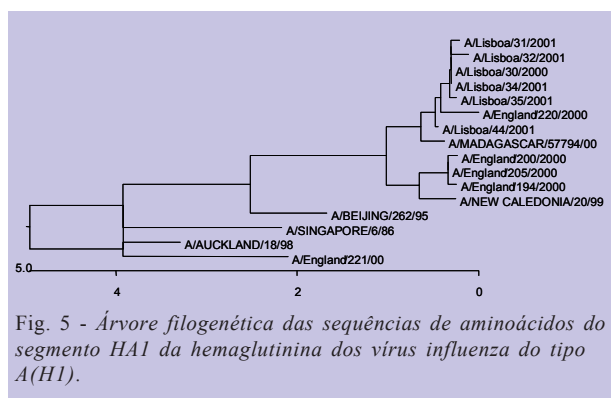 A/Lisboa/31/2001
A/Lisboa/32/2001
A/Lisboa/30/2000
A/Lisboa/34/2001
A/Lisboa/35/2001
A/England'220/2000
A/Lisboa/44/2001
A/MADAGASCAR/57794/00
A/England'200/2000
A/England'205/2000
A/England'194/2000
A/NEW CALEDONIA/20/99
A/BEIJING/262/95
A/SINGAPORE/6/86
A/AUCKLAND/18/98
A/England'221/00
5.0
4 2 0
Fig. 5 - Árvore filogenética das sequências de aminoácidos do
segmento HA1 da hemaglutinina dos vírus influenza do tipo
A(H1).